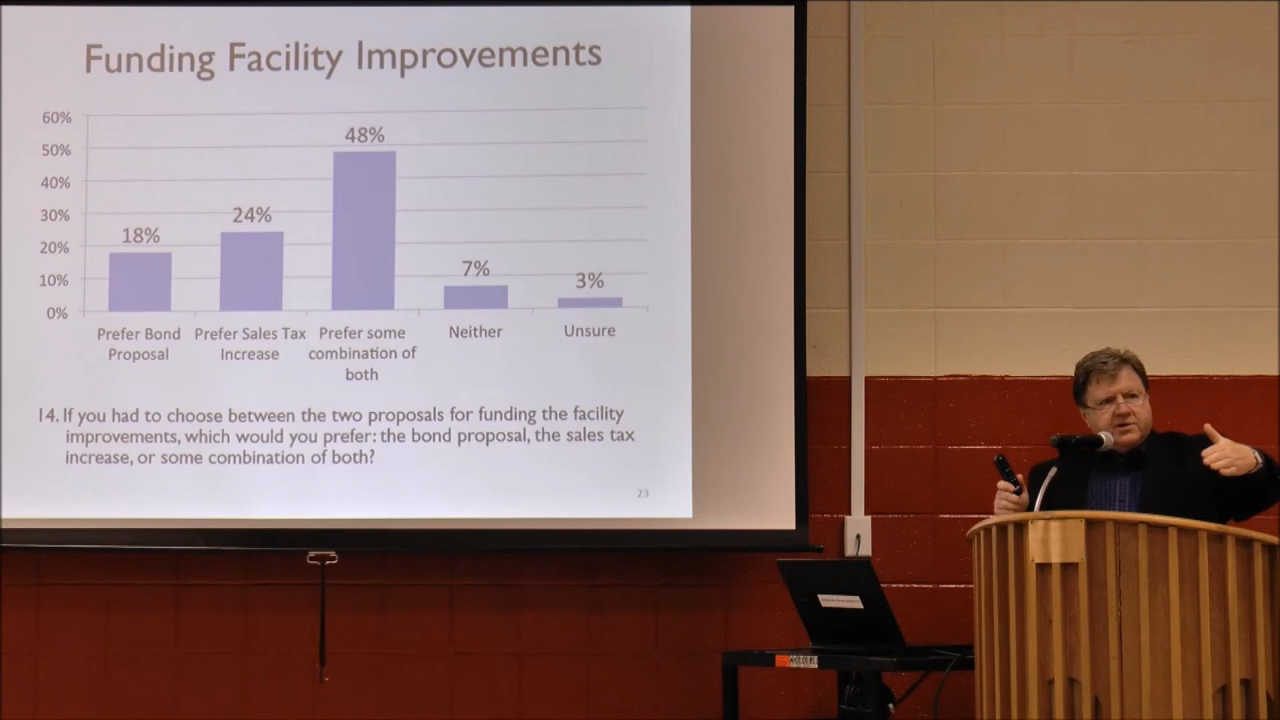 Funding Facility Improvements
60%
50%
40%
30%
20%
10%
0%
18%
24%
48%
7%
3%
Prefer Bond
Proposal
Prefer Sales Tax
Increase
Prefer some
combination of
both
Neither
Unsure
14. If you had to choose between the two proposals for funding the facility
improvements, which would you prefer: the bond proposal, the sales tax
increase, or some combination of both?
23